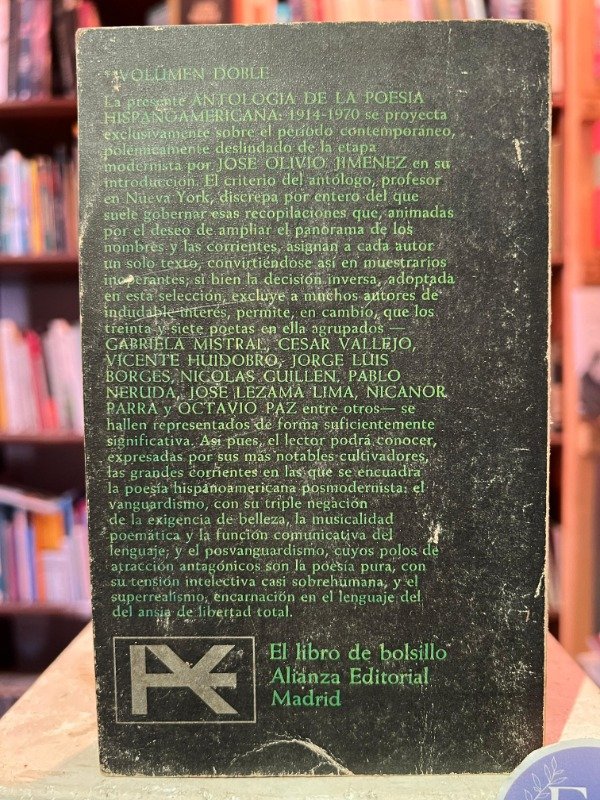 **VOLÚMEN DOBLE
La presente ANTOLOGIA DE LA POESIA
HISPANOAMERICANA: 1914-1970 se proyecta
exclusivamente sobre el período contemporáneo,
polémicamente deslindado de la etapa
modernista por JOSE OLIVIO JIMENEZ en su
introducción. El criterio del antólogo, profesor
en Nueva York, discrepa por entero del que
suele gobernar esas recopilaciones que, animadas
por el deseo de ampliar el panorama de los
nombres y las corrientes, asignan a cada autor
un solo texto, convirtiéndose así en muestrarios
inoperantes; si bien la decisión inversa, adoptada
en esta selección, excluye a muchos autores de
indudable interés, permite, en cambio, que los
treinta y siete poetas en ella agrupados —
GABRIELA MISTRAL, CESAR VALLEJO,
VICENTE HUIDOBRO, JORGE LUIS
BORGES, NICOLAS GUILLEN, PABLO
NERUDA, JOSE LEZAMA LIMA, NICANOR
PARRA y OCTAVIO PAZ entre otros— se
hallen representados de forma suficientemente
significativa. Así pues, el lector podrá conocer,
expresadas por sus más notables cultivadores,
las grandes corrientes en las que se encuadra
la poesía hispanoamericana posmodernista: el
vanguardismo, con su triple negación
de la exigencia de belleza, la musicalidad
poemática y la función comunicativa del
lenguaje; y el posvanguardismo, cuyos polos de
atracción antagónicos son la poesía pura, con
su tensión intelectiva casi sobrehumana, y el
superrealismo, encarnación en el lenguaje del
del ansia de libertad total.
El libro de bolsillo
Alianza Editorial
Madrid